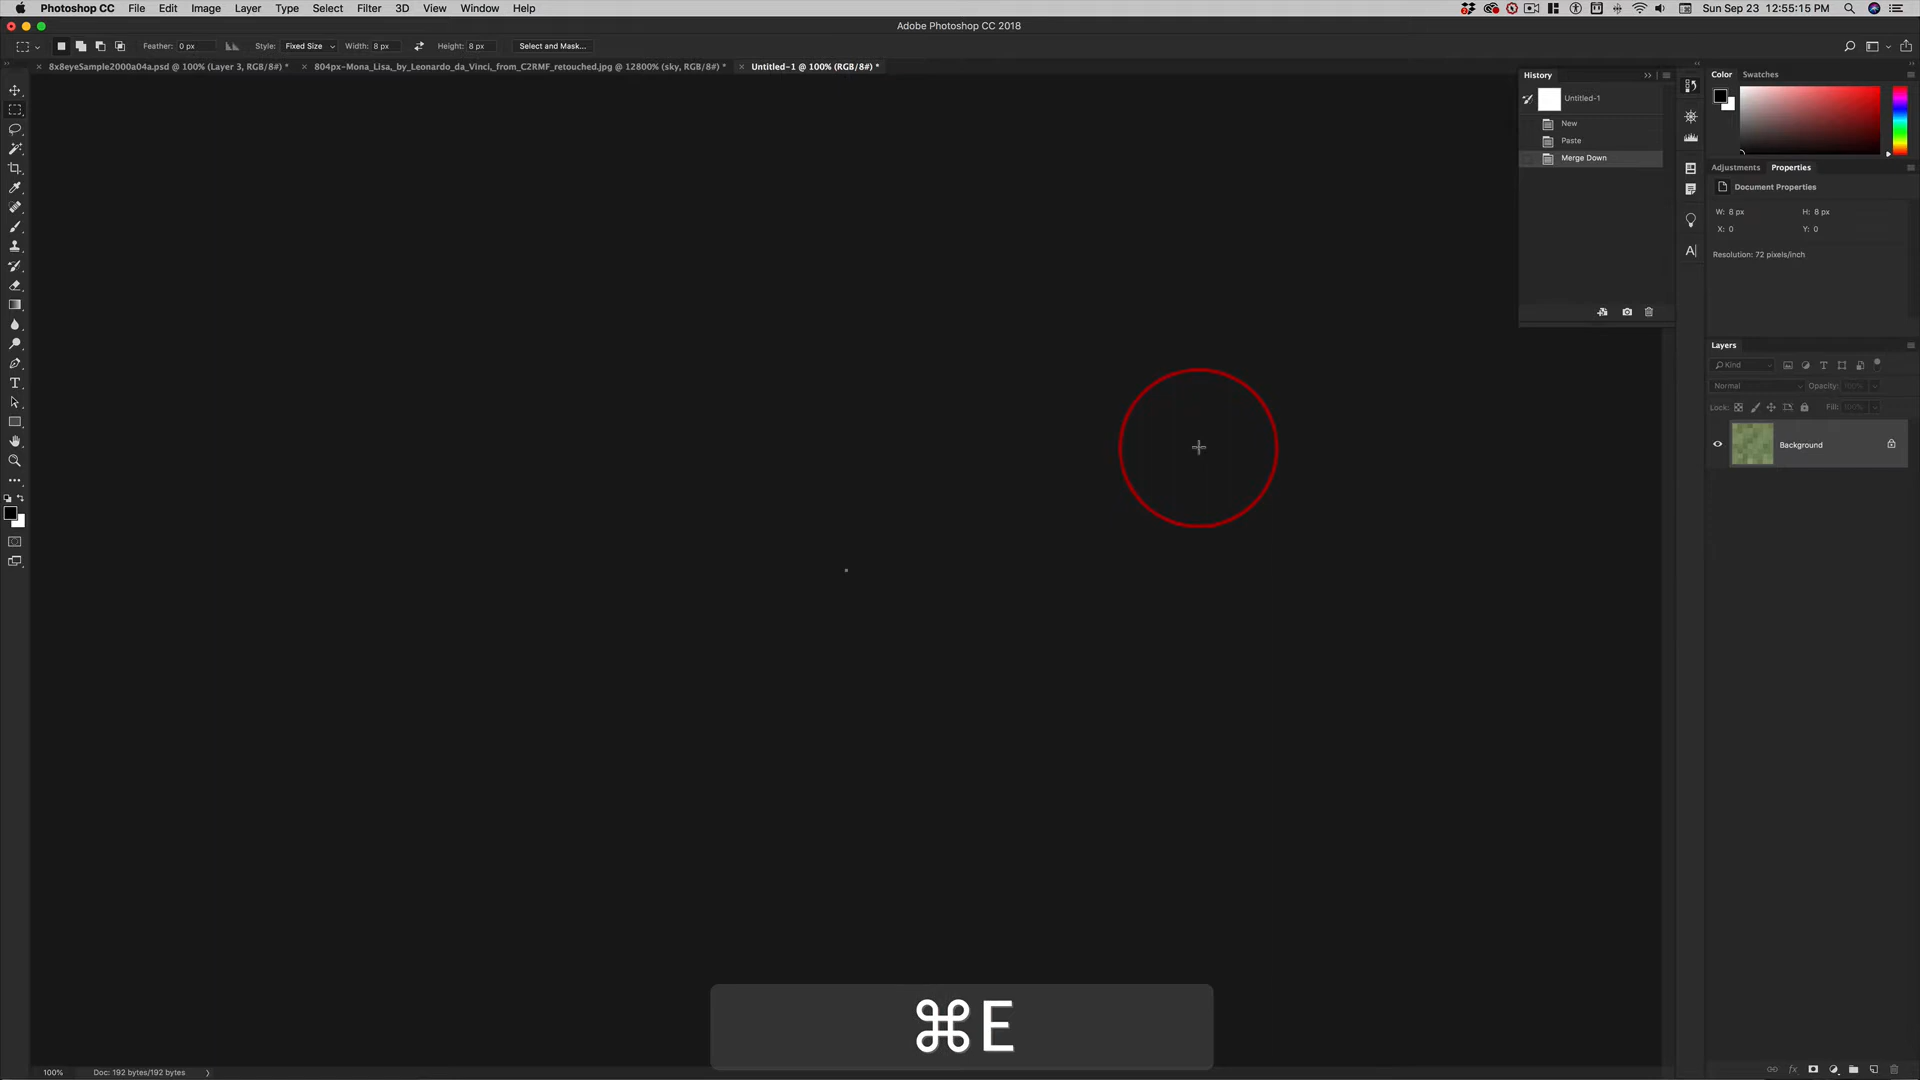 Photoshop CC File Edit Image Layer Type Select Filter 3D View Window Help
Sun Sep 23 12:55:15 PM
Adobe Photoshop CC 2018
Feather: 0 px Style: Fixed Size Width: 8 px Height: 8 px Select and Mask...
8x8eyeSample2000a04a.psd @ 100% (Layer 3, RGB/8#) *
804px-Mona_Lisa,_by_Leonardo_da_Vinci,_from_C2RMF_retouched.jpg @ 12800% (sky, RGB/8#) *
Untitled-1 @ 100% (RGB/8#) *
History
Untitled-1
New
Paste
Merge Down
Color Swatches
Adjustments Properties
Document Properties
W: 8 px H: 8 px
X: 0 Y: 0
Resolution: 72 pixels/inch
Layers
Kind
Normal Opacity: 100%
Lock: Fill: 100%
Background
⌘E
100% Doc: 192 bytes/192 bytes